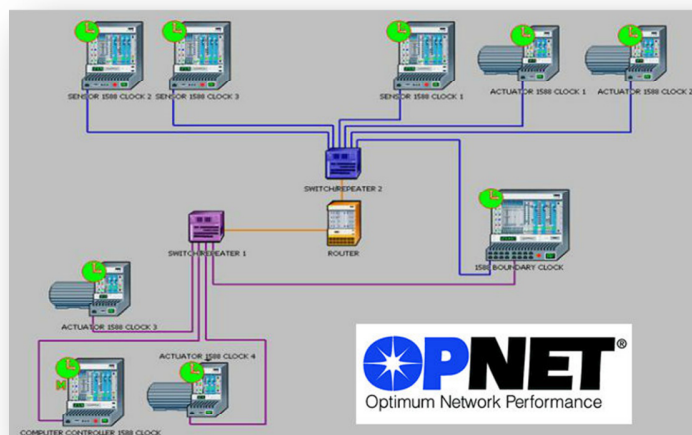 SENSOR 1588 CLOCK 2
SENSOR 1588 CLOCK 3
SENSOR 1588 CLOCK 1
ACTUATOR 1588 CLOCK 1
ACTUATOR 1588 CLOCK 2
SWITCH/REPEATER 2
SWITCH/REPEATER 1
ROUTER
1588 BOUNDARY CLOCK
ACTUATOR 1588 CLOCK 3
ACTUATOR 1588 CLOCK 4
M
COMPUTER CONTROLLER 1588 CLOCK
OPNET®
Optimum Network Performance